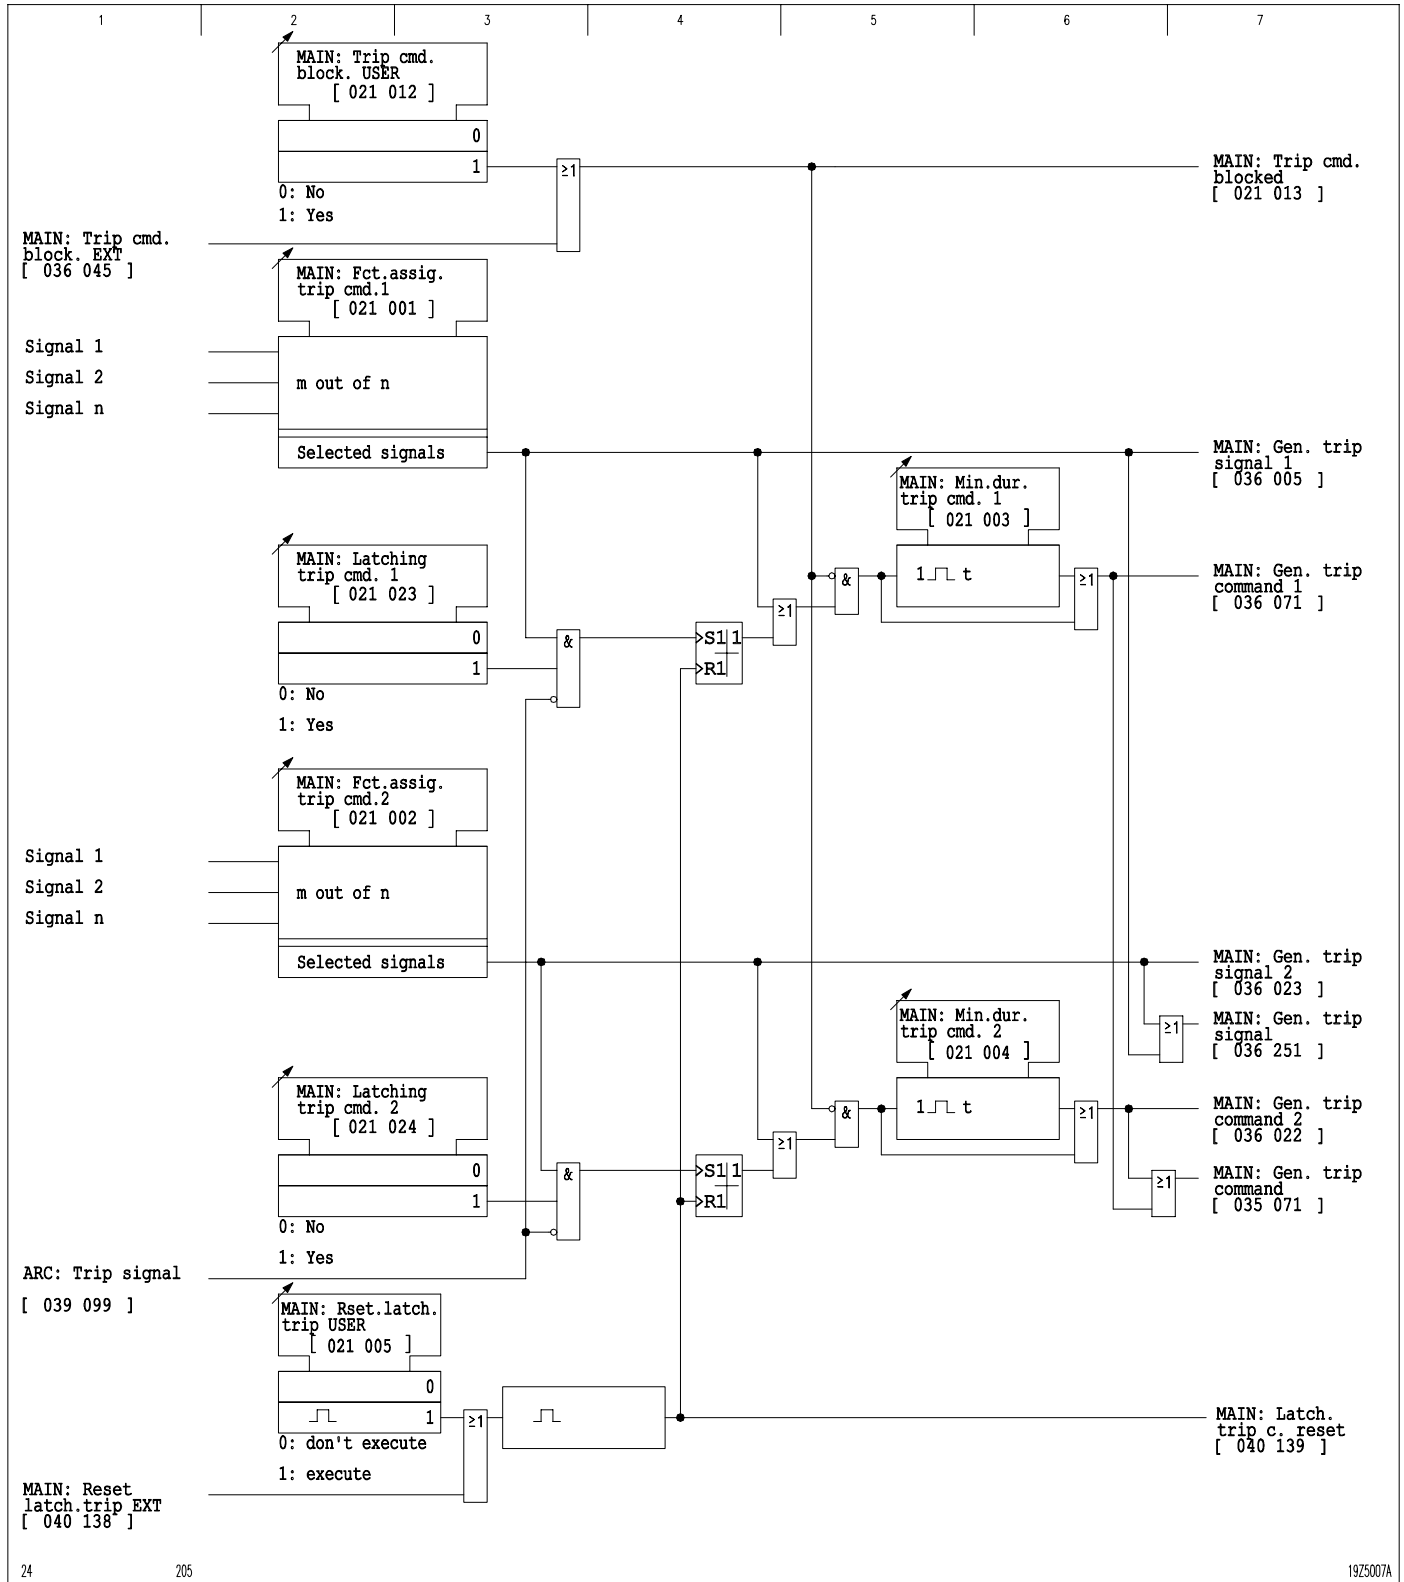 1 2 3 4 5 6 7
MAIN: Trip cmd.
block. USER
[ 021 012 ]
0
1
0: No
1: Yes
≥1
MAIN: Trip cmd.
blocked
[ 021 013 ]
MAIN: Trip cmd.
block. EXT
[ 036 045 ]
MAIN: Fct.assig.
trip cmd.1
[ 021 001 ]
Signal 1
Signal 2
Signal n
m out of n
Selected signals
MAIN: Gen. trip
signal 1
[ 036 005 ]
MAIN: Min.dur.
trip cmd. 1
[ 021 003 ]
1 t
&
≥1
≥1
MAIN: Gen. trip
command 1
[ 036 071 ]
MAIN: Latching
trip cmd. 1
[ 021 023 ]
0
1
0: No
1: Yes
&
S1 1
R1
MAIN: Fct.assig.
trip cmd.2
[ 021 002 ]
Signal 1
Signal 2
Signal n
m out of n
Selected signals
MAIN: Gen. trip
signal 2
[ 036 023 ]
≥1
MAIN: Gen. trip
signal
[ 036 251 ]
MAIN: Min.dur.
trip cmd. 2
[ 021 004 ]
1 t
&
≥1
≥1
MAIN: Gen. trip
command 2
[ 036 022 ]
MAIN: Latching
trip cmd. 2
[ 021 024 ]
0
1
0: No
1: Yes
&
S1 1
R1
≥1
MAIN: Gen. trip
command
[ 035 071 ]
ARC: Trip signal
[ 039 099 ]
MAIN: Rset.latch.
trip USER
[ 021 005 ]
0
1
0: don't execute
1: execute
≥1
MAIN: Latch.
trip c. reset
[ 040 139 ]
MAIN: Reset
latch.trip EXT
[ 040 138 ]
24 205 19Z5007A